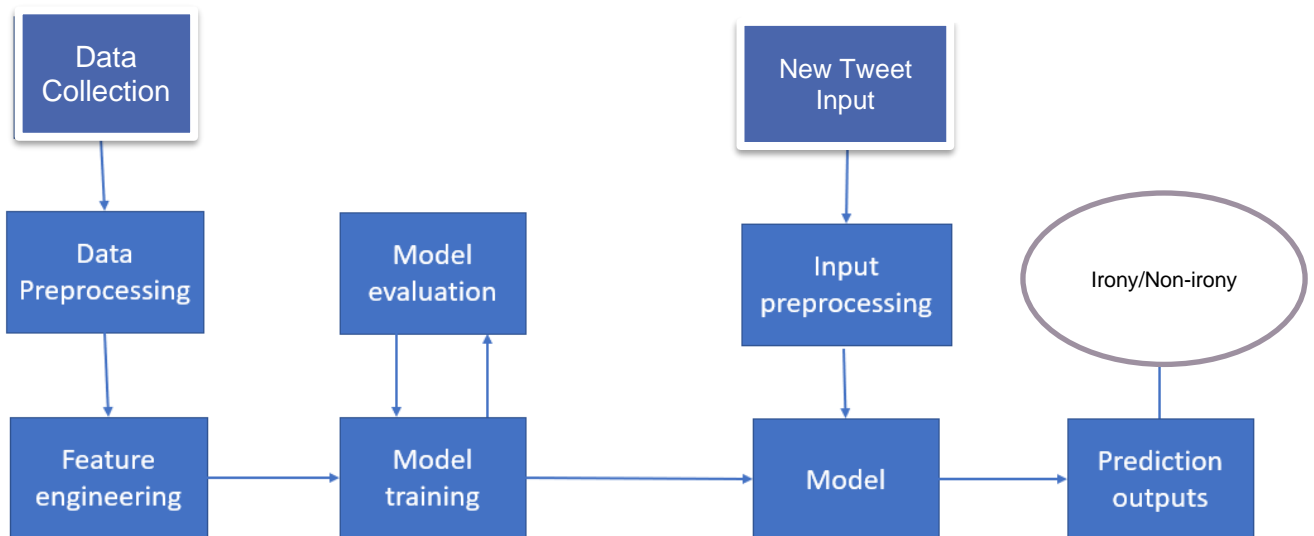 Data
Collection
New Tweet
Input
Data
Preprocessing
Model
evaluation
Input
preprocessing
Irony/Non-irony
Feature
engineering
Model
training
Model
Prediction
outputs